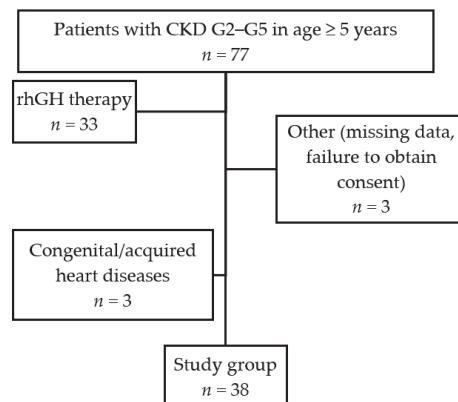 Patients with CKD G2–G5 in age ≥ 5 years
n = 77
rhGH therapy
n = 33
Other (missing data,
failure to obtain
consent)
n = 3
Congenital/acquired
heart diseases
n = 3
Study group
n = 38